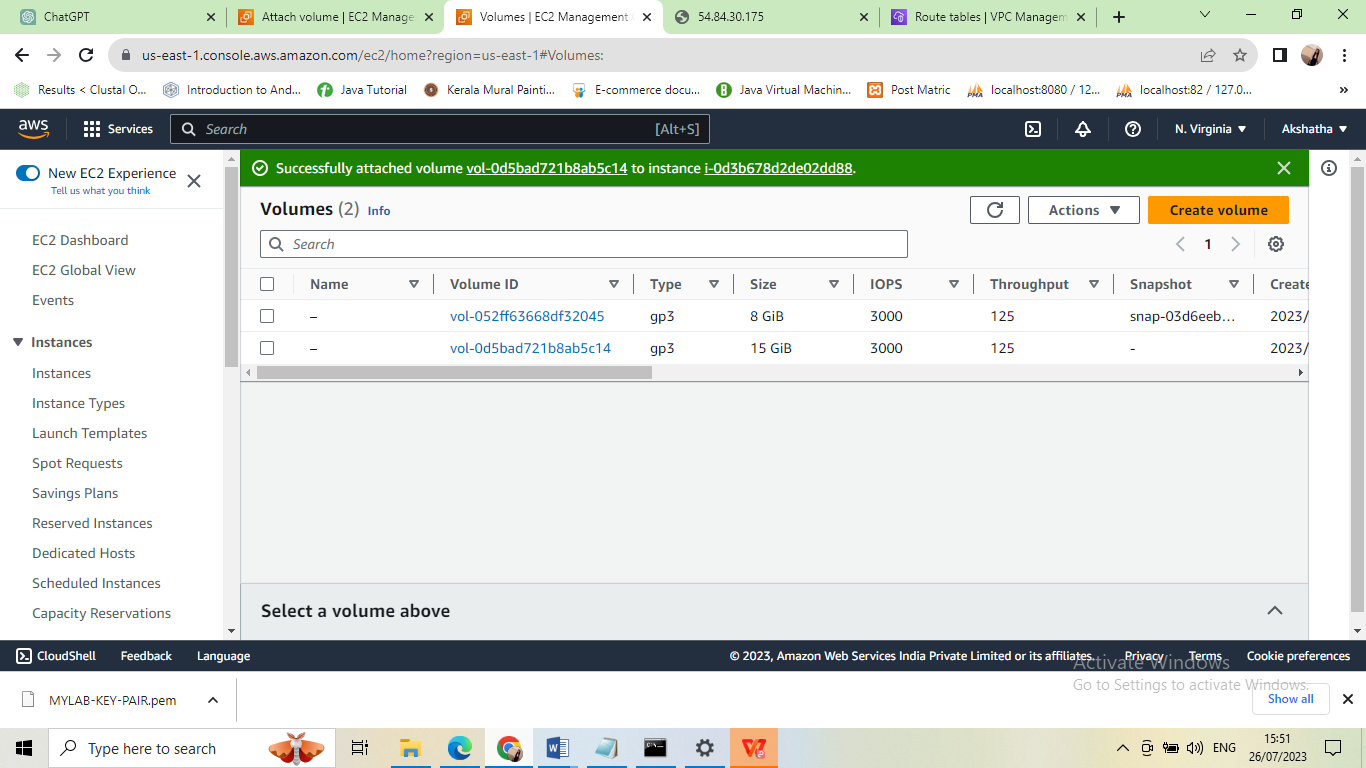 ChatGPT
Attach volume | EC2 Manage
Volumes | EC2 Management
54.84.30.175
Route tables | VPC Managem
us-east-1.console.aws.amazon.com/ec2/home?region=us-east-1#Volumes:
Results < Clustal O...
Introduction to And...
Java Tutorial
Kerala Mural Painti...
E-commerce docu...
Java Virtual Machin...
Post Matric
localhost:8080 / 12...
localhost:82 / 127.0...
»
aws
Services
Search
[Alt+S]
N. Virginia
Akshatha
New EC2 Experience
Tell us what you think
EC2 Dashboard
EC2 Global View
Events
Instances
Instances
Instance Types
Launch Templates
Spot Requests
Savings Plans
Reserved Instances
Dedicated Hosts
Scheduled Instances
Capacity Reservations
Successfully attached volume vol-0d5bad721b8ab5c14 to instance i-0d3b678d2de02dd88.
Volumes (2) Info
Actions
Create volume
Search
1
Name Volume ID Type Size IOPS Throughput Snapshot Create
– vol-052ff63668df32045 gp3 8 GiB 3000 125 snap-03d6eeb... 2023/
– vol-0d5bad721b8ab5c14 gp3 15 GiB 3000 125 - 2023/
Select a volume above
CloudShell Feedback Language
© 2023, Amazon Web Services India Private Limited or its affiliates. Privacy Terms Cookie preferences
Activate Windows
Go to Settings to activate Windows.
MYLAB-KEY-PAIR.pem
Show all
Type here to search
ENG
15:51
26/07/2023